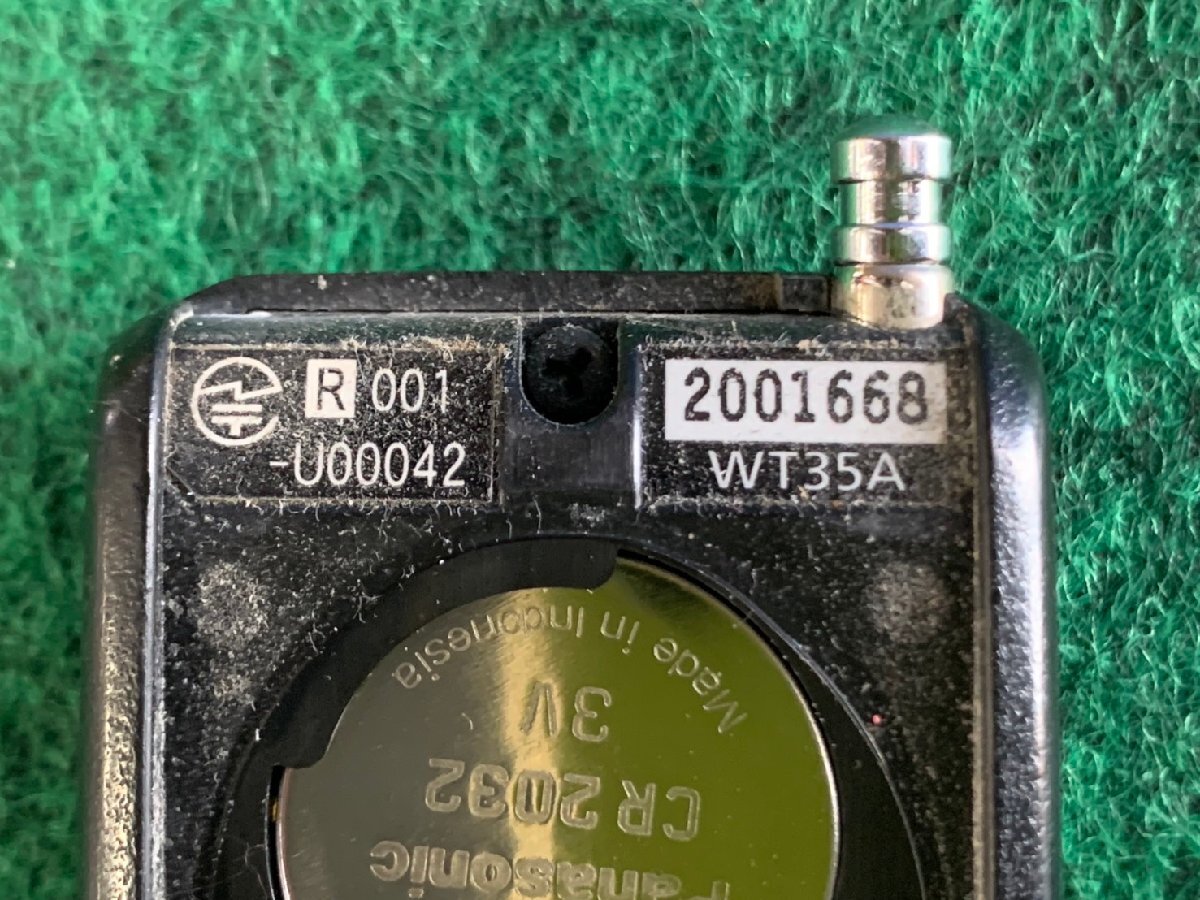 R 001
-U00042
2001668
WT35A
Made in Indonesia
3V
CR2032
Panasonic